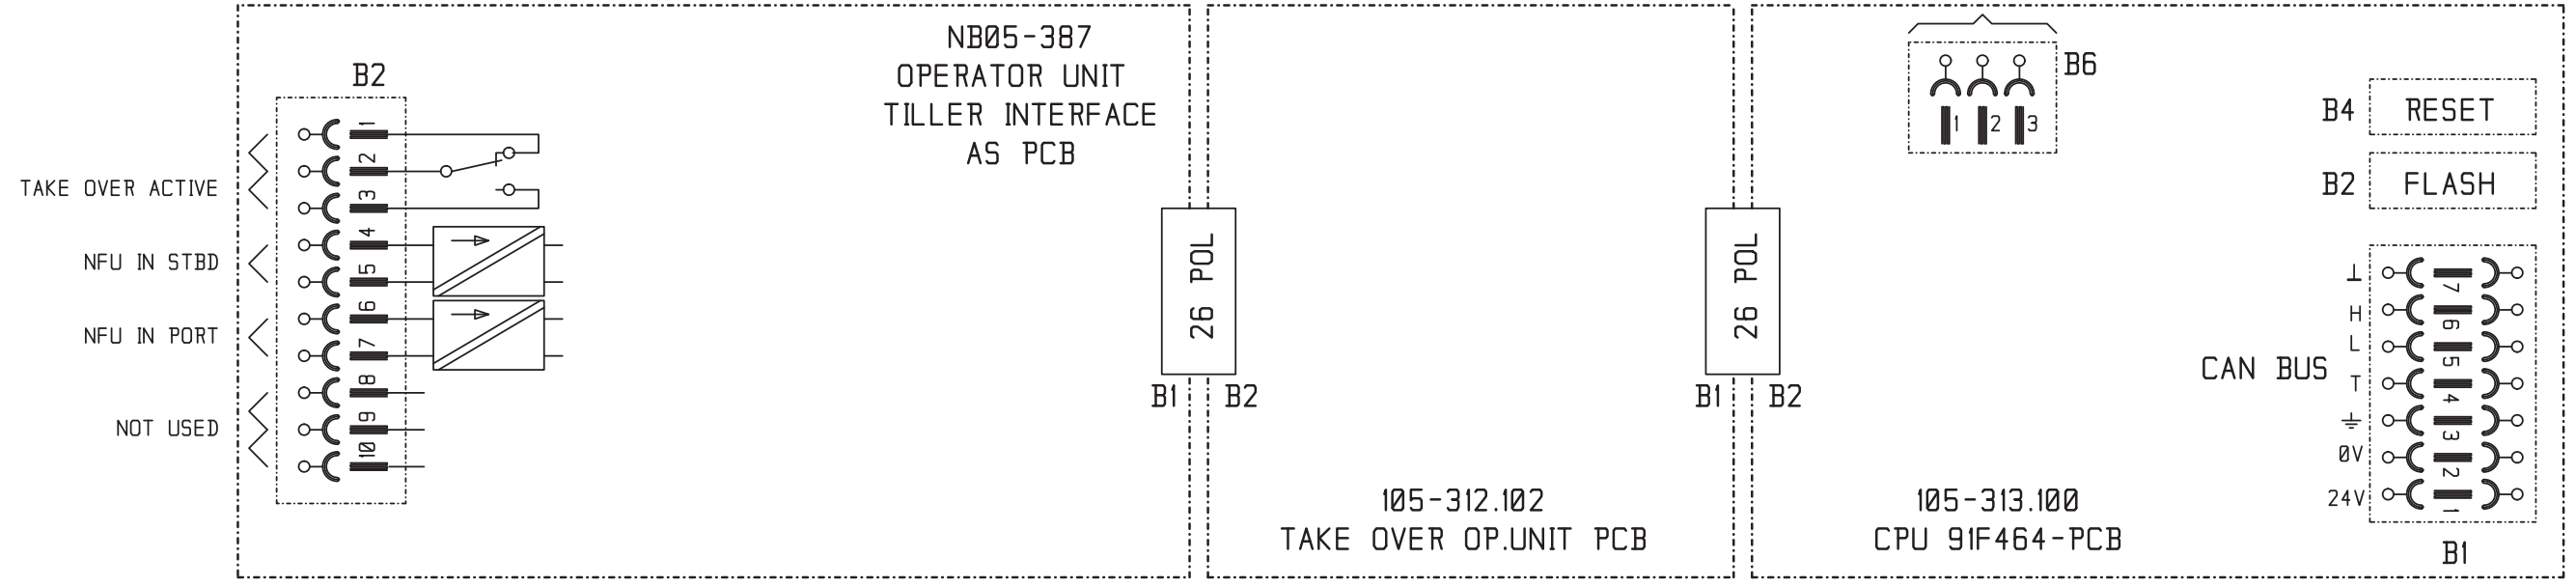 NB05-387
OPERATOR UNIT
TILLER INTERFACE
AS PCB
B2
1
2
3
4
5
6
7
8
9
10
TAKE OVER ACTIVE
NFU IN STBD
NFU IN PORT
NOT USED
26 POL
B1
B2
105-312.102
TAKE OVER OP.UNIT PCB
26 POL
B1
B2
B6
1 2 3
B4 RESET
B2 FLASH
CAN BUS
⊥ 7
H 6
L 5
T 4
⏚ 3
0V 2
24V 1
B1
105-313.100
CPU 91F464-PCB